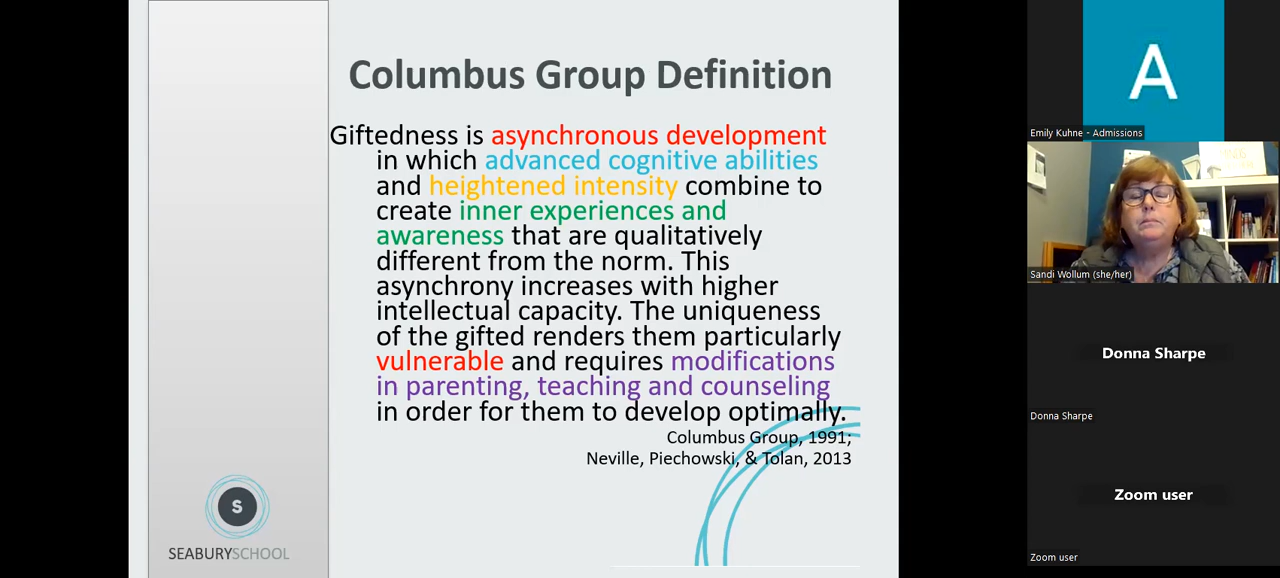 Columbus Group Definition
Giftedness is asynchronous development
in which advanced cognitive abilities
and heightened intensity combine to
create inner experiences and
awareness that are qualitatively
different from the norm. This
asynchrony increases with higher
intellectual capacity. The uniqueness
of the gifted renders them particularly
vulnerable and requires modifications
in parenting, teaching and counseling
in order for them to develop optimally.
Columbus Group, 1991;
Neville, Piechowski, & Tolan, 2013
S
SEABURYSCHOOL
A
Emily Kuhne - Admissions
Sandi Wollum (she/her)
Donna Sharpe
Donna Sharpe
Zoom user
Zoom user